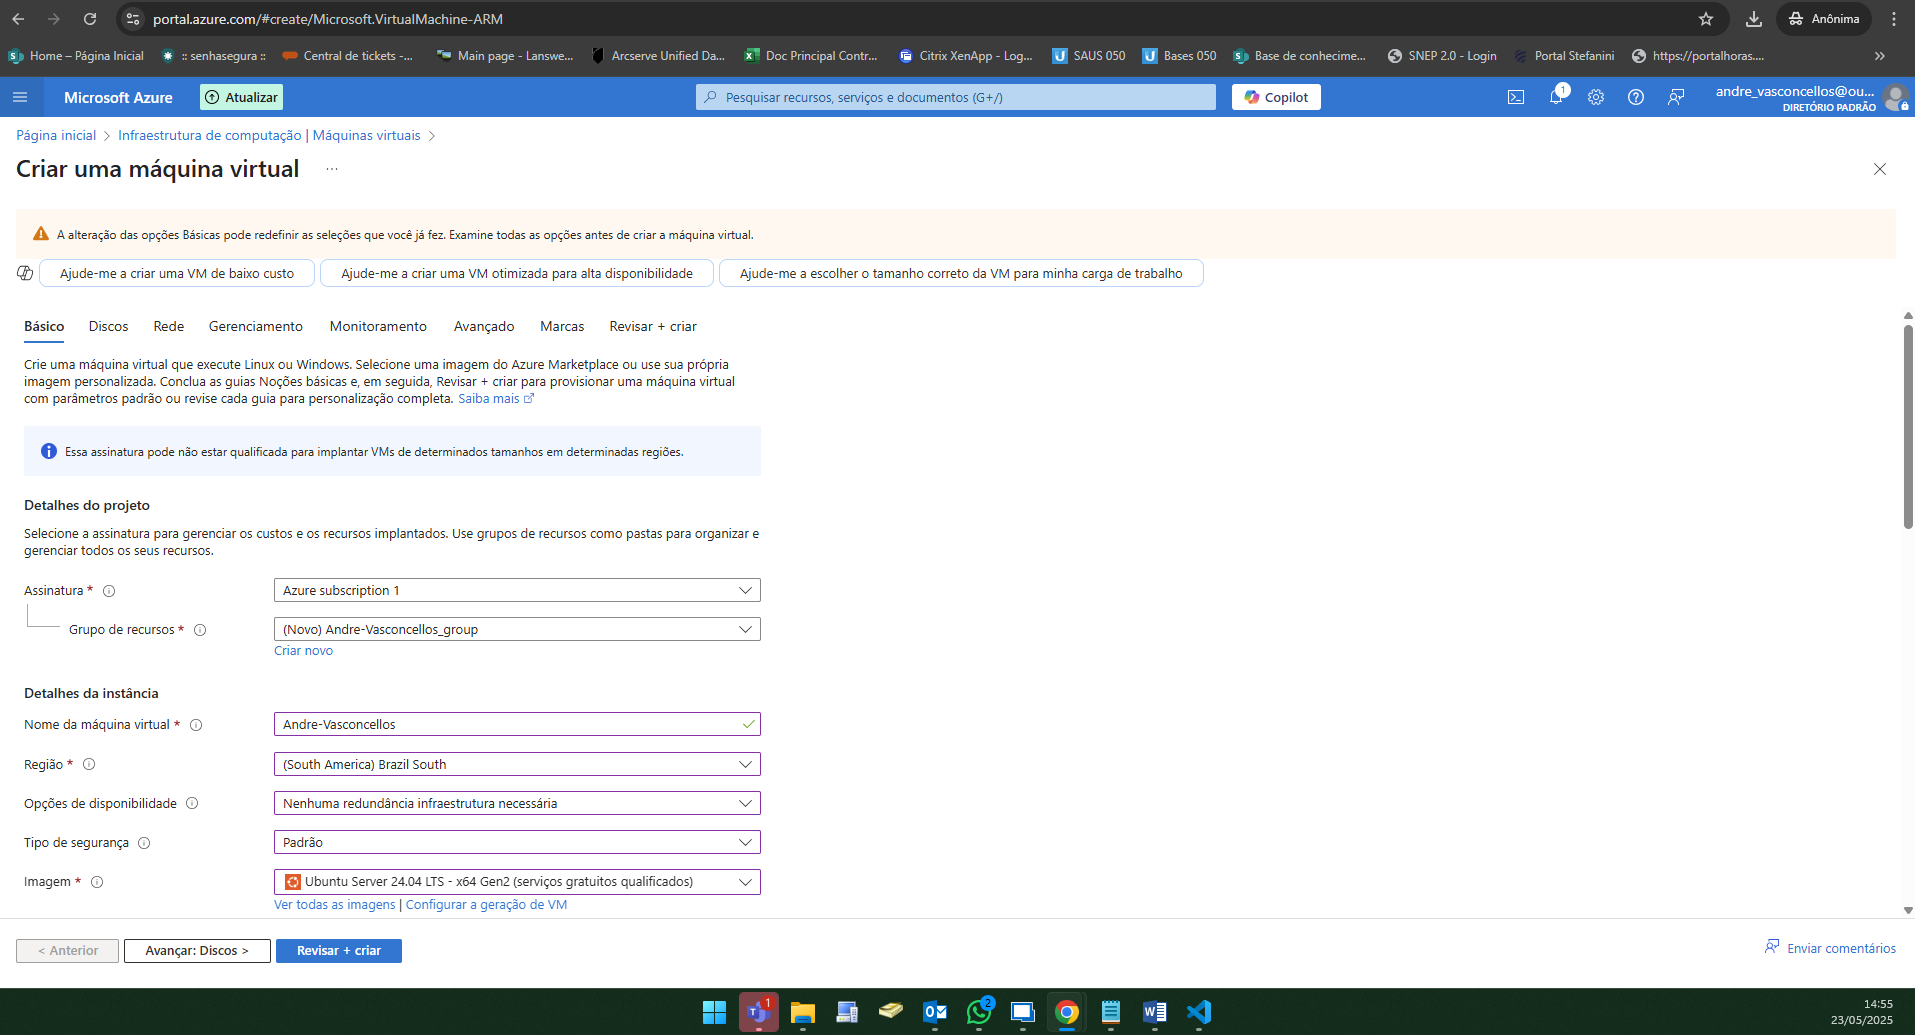 portal.azure.com/#create/Microsoft.VirtualMachine-ARM
Anônima
Home – Página Inicial
:: senhasegura ::
Central de tickets -...
Main page - Lanswe...
Arcserve Unified Da...
Doc Principal Contr...
Citrix XenApp - Log...
SAUS 050
Bases 050
Base de conhecime...
SNEP 2.0 - Login
Portal Stefanini
https://portalhoras....
Microsoft Azure
Atualizar
Pesquisar recursos, serviços e documentos (G+/)
Copilot
1
andre_vasconcellos@ou...
DIRETÓRIO PADRÃO
Página inicial > Infraestrutura de computação | Máquinas virtuais >
Criar uma máquina virtual ...
A alteração das opções Básicas pode redefinir as seleções que você já fez. Examine todas as opções antes de criar a máquina virtual.
Ajude-me a criar uma VM de baixo custo
Ajude-me a criar uma VM otimizada para alta disponibilidade
Ajude-me a escolher o tamanho correto da VM para minha carga de trabalho
Básico
Discos
Rede
Gerenciamento
Monitoramento
Avançado
Marcas
Revisar + criar
Crie uma máquina virtual que execute Linux ou Windows. Selecione uma imagem do Azure Marketplace ou use sua própria
imagem personalizada. Conclua as guias Noções básicas e, em seguida, Revisar + criar para provisionar uma máquina virtual
com parâmetros padrão ou revise cada guia para personalização completa. Saiba mais
Essa assinatura pode não estar qualificada para implantar VMs de determinados tamanhos em determinadas regiões.
Detalhes do projeto
Selecione a assinatura para gerenciar os custos e os recursos implantados. Use grupos de recursos como pastas para organizar e
gerenciar todos os seus recursos.
Assinatura *
Azure subscription 1
Grupo de recursos *
(Novo) Andre-Vasconcellos_group
Criar novo
Detalhes da instância
Nome da máquina virtual *
Andre-Vasconcellos
Região *
(South America) Brazil South
Opções de disponibilidade
Nenhuma redundância infraestrutura necessária
Tipo de segurança
Padrão
Imagem *
Ubuntu Server 24.04 LTS - x64 Gen2 (serviços gratuitos qualificados)
Ver todas as imagens | Configurar a geração de VM
< Anterior
Avançar: Discos >
Revisar + criar
Enviar comentários
1
2
14:55
23/05/2025